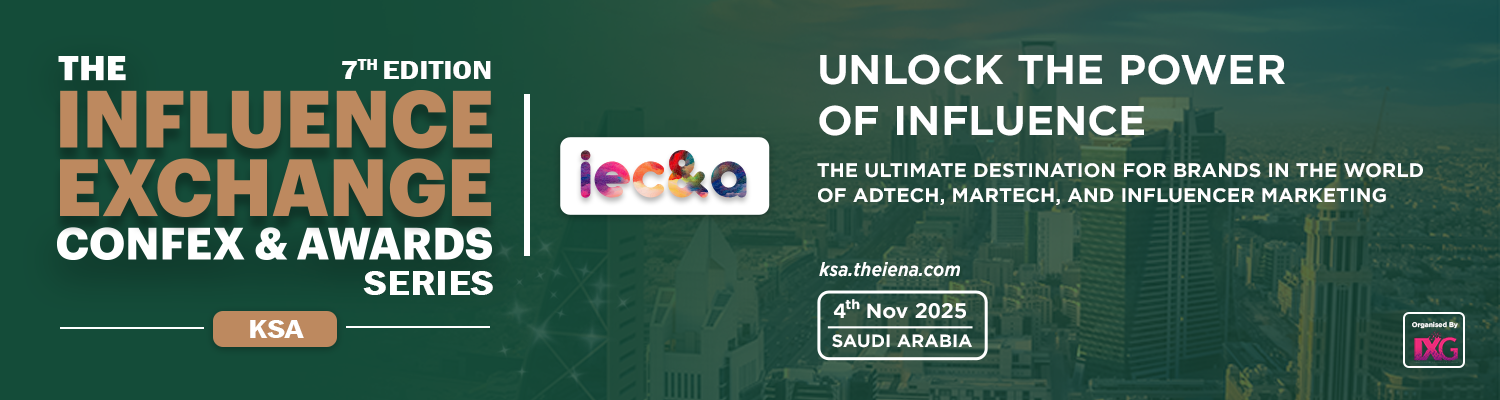 THE
7TH EDITION
INFLUENCE
EXCHANGE
CONFEX & AWARDS
SERIES
KSA
iec&a
UNLOCK THE POWER
OF INFLUENCE
THE ULTIMATE DESTINATION FOR BRANDS IN THE WORLD
OF ADTECH, MARTECH, AND INFLUENCER MARKETING
ksa.theiena.com
4th Nov 2025
SAUDI ARABIA
Organised By
IXG